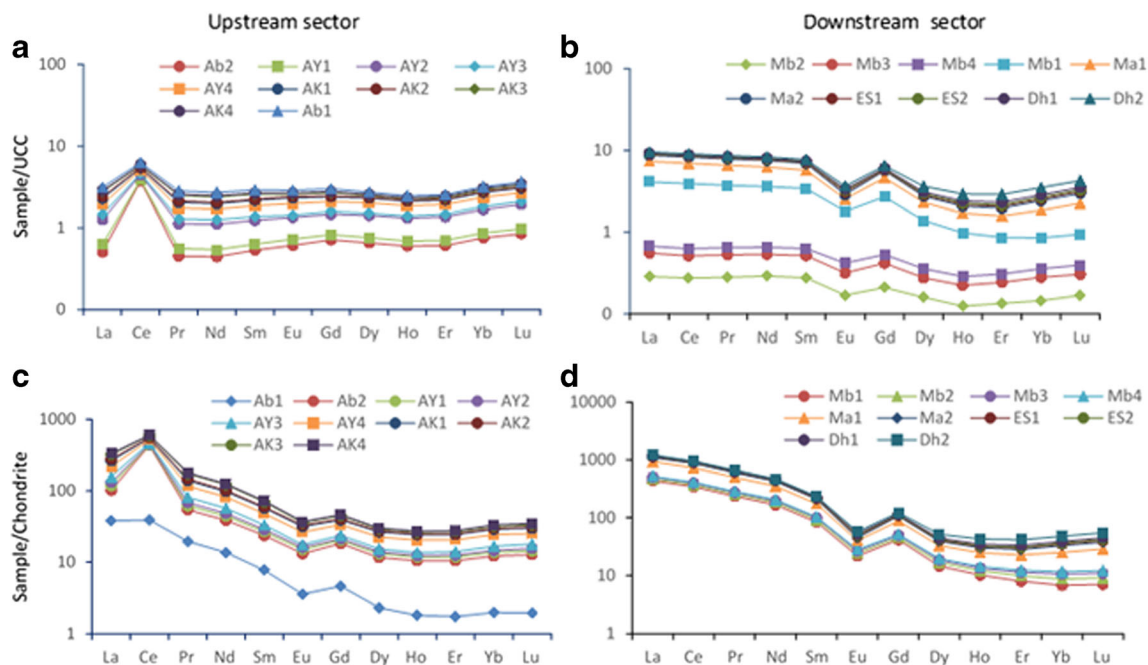 Upstream sector
Downstream sector
a
Ab2 AY1 AY2 AY3
AY4 AK1 AK2 AK3
AK4 Ab1
Sample/UCC
100
10
1
0
La Ce Pr Nd Sm Eu Gd Dy Ho Er Yb Lu
b
Mb2 Mb3 Mb4 Mb1 Ma1
Ma2 ES1 ES2 Dh1 Dh2
100
10
1
0
La Ce Pr Nd Sm Eu Gd Dy Ho Er Yb Lu
c
Ab1 Ab2 AY1 AY2
AY3 AY4 AK1 AK2
AK3 AK4
Sample/Chondrite
1000
100
10
1
La Ce Pr Nd Sm Eu Gd Dy Ho Er Yb Lu
d
Mb1 Mb2 Mb3 Mb4
Ma1 Ma2 ES1 ES2
Dh1 Dh2
10000
1000
100
10
1
La Ce Pr Nd Sm Eu Gd Dy Ho Er Yb Lu